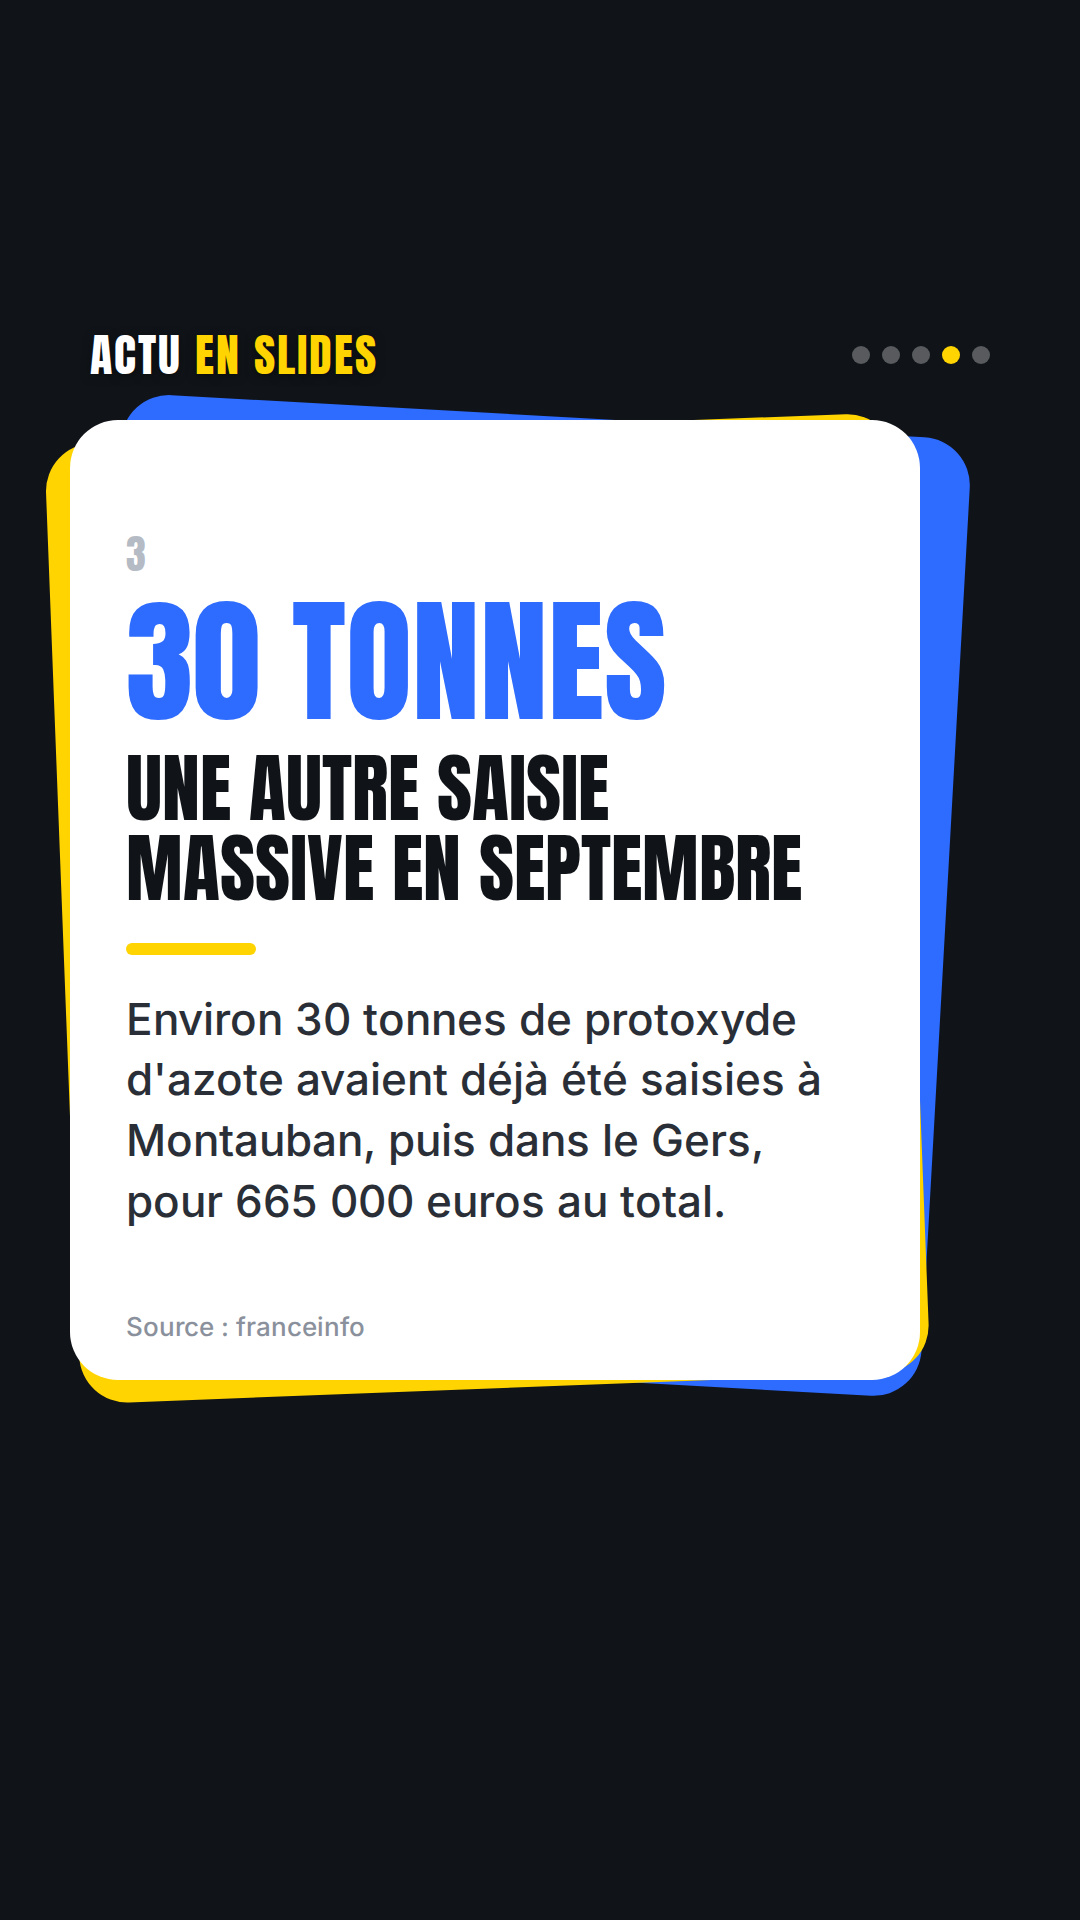 ACTU EN SLIDES
3
30 TONNES
UNE AUTRE SAISIE
MASSIVE EN SEPTEMBRE
Environ 30 tonnes de protoxyde
d'azote avaient déjà été saisies à
Montauban, puis dans le Gers,
pour 665 000 euros au total.
Source : franceinfo